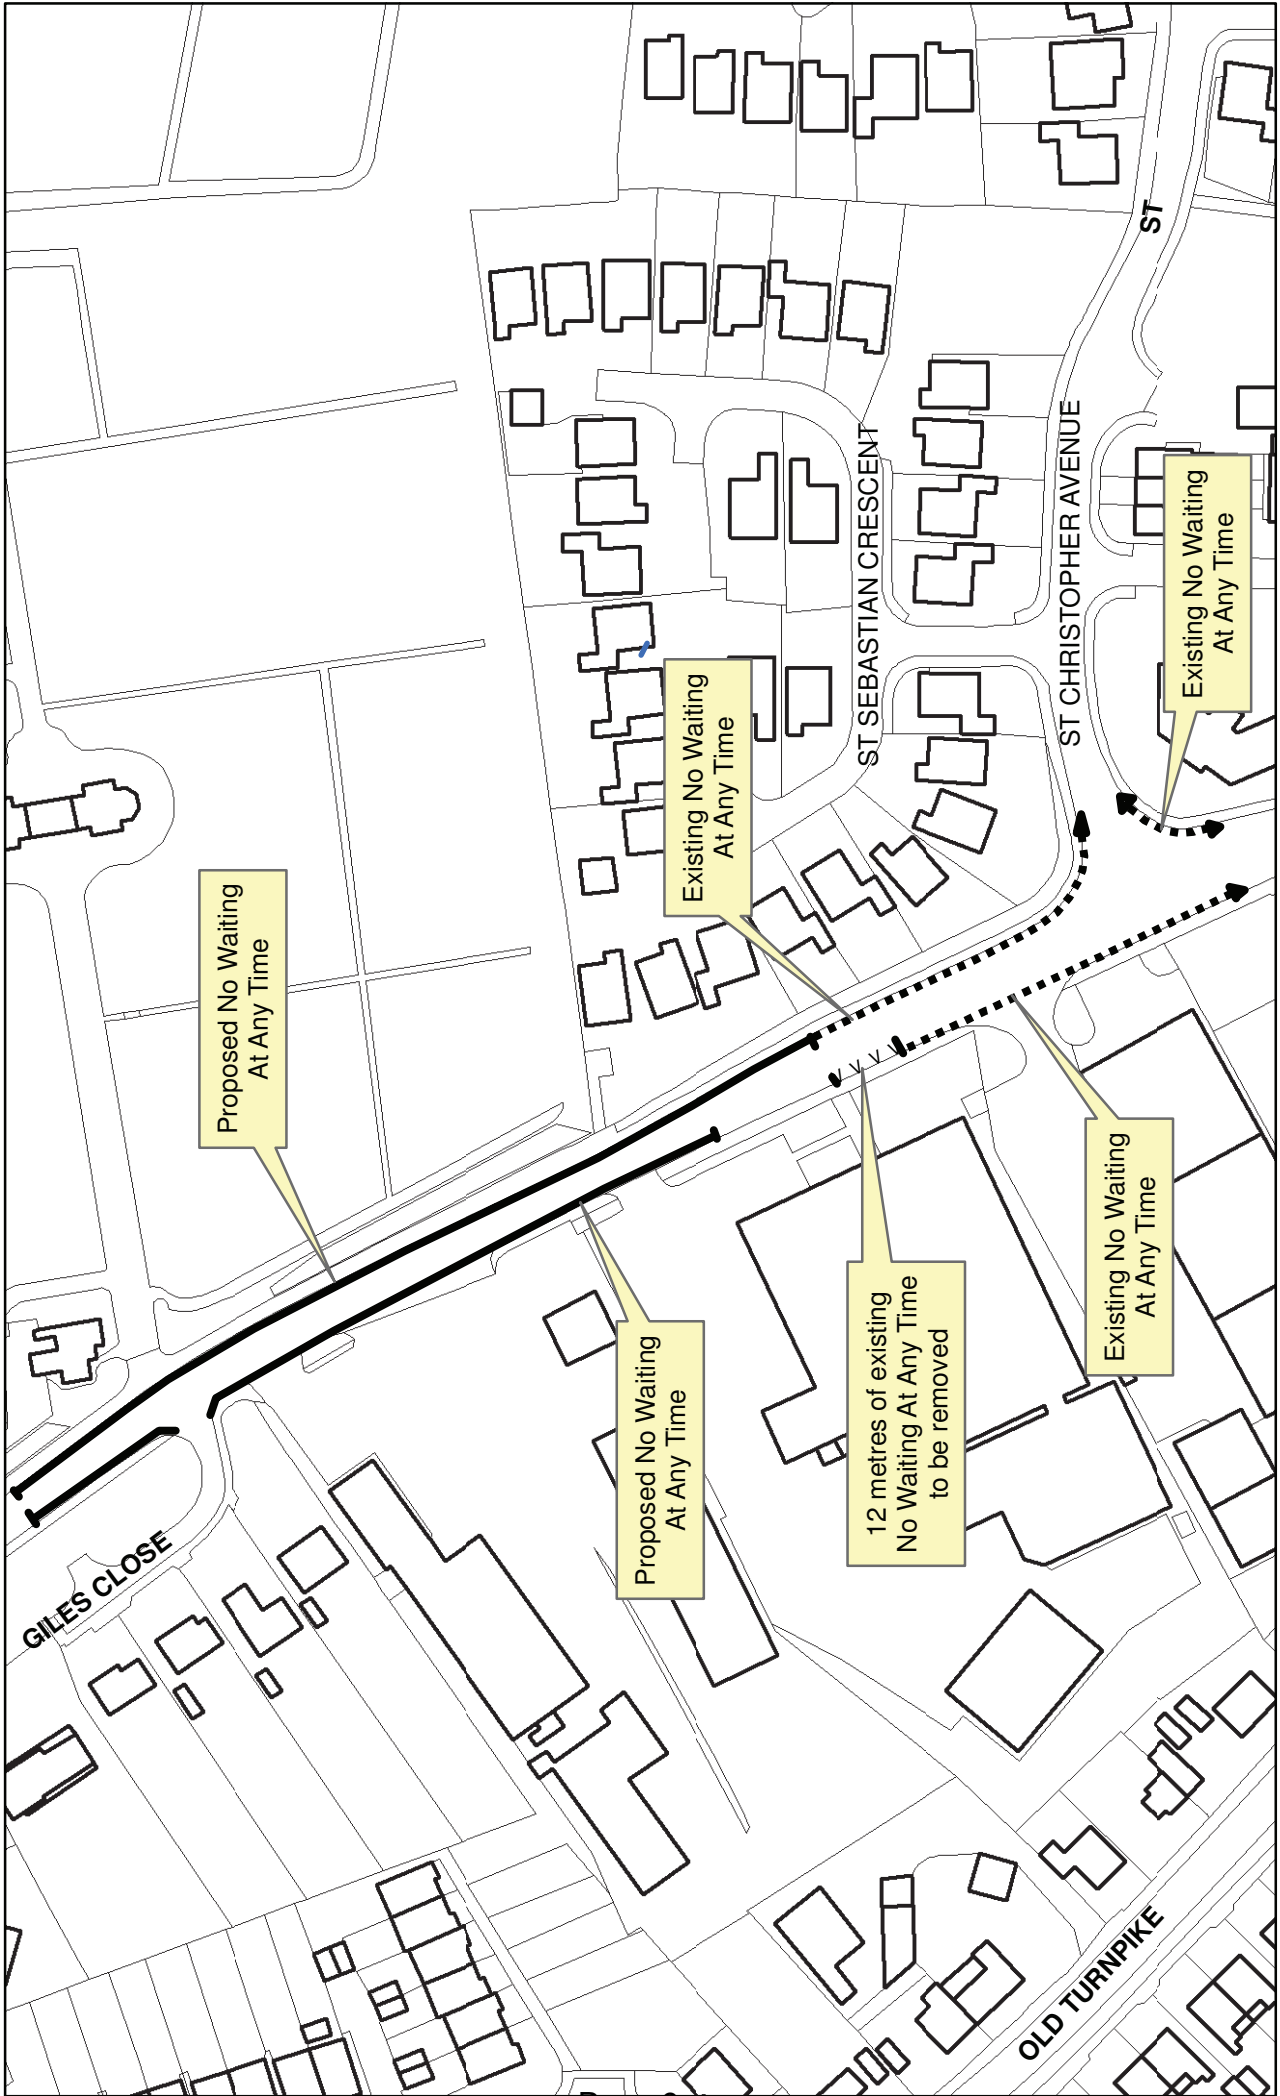 GILES CLOSE
Proposed No Waiting
At Any Time
Proposed No Waiting
At Any Time
Existing No Waiting
At Any Time
12 metres of existing
No Waiting At Any Time
to be removed
ST SEBASTIAN CRESCENT
ST CHRISTOPHER AVENUE
ST
Existing No Waiting
At Any Time
Existing No Waiting
At Any Time
OLD TURNPIKE